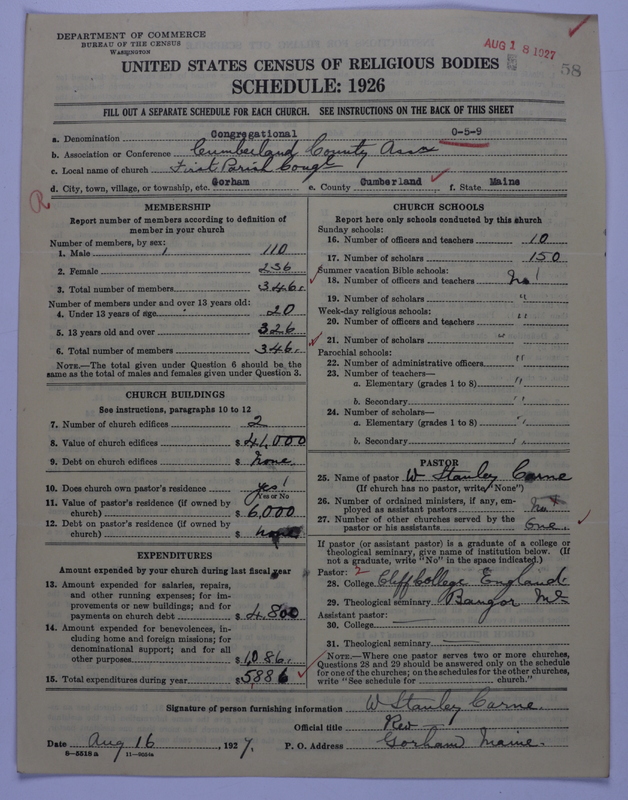 DEPARTMENT OF COMMERCE
BUREAU OF THE CENSUS
WASHINGTON
AUG 18 1927
58
UNITED STATES CENSUS OF RELIGIOUS BODIES
SCHEDULE: 1926
FILL OUT A SEPARATE SCHEDULE FOR EACH CHURCH. SEE INSTRUCTIONS ON THE BACK OF THIS SHEET
a. Denomination Congregational 0-5-9
b. Association or Conference Cumberland County Assn
c. Local name of church First Parish Cong'l
d. City, town, village, or township, etc. Gorham e. County Cumberland f. State Maine
R
MEMBERSHIP
Report number of members according to definition of
member in your church
Number of members, by sex:
1. Male 110
2. Female 236
3. Total number of members 346
Number of members under and over 13 years old:
4. Under 13 years of age 20
5. 13 years old and over 326
6. Total number of members 346
NOTE.—The total given under Question 6 should be the
same as the total of males and females given under Question 3.
CHURCH BUILDINGS
See instructions, paragraphs 10 to 12
7. Number of church edifices 2
8. Value of church edifices $ 41,000
9. Debt on church edifices $ None
10. Does church own pastor's residence yes!
Yes or No
11. Value of pastor's residence (if owned by
church) $ 6,000
12. Debt on pastor's residence (if owned by
church) $ none
EXPENDITURES
Amount expended by your church during last fiscal year
13. Amount expended for salaries, repairs,
and other running expenses; for im-
provements or new buildings; and for
payments on church debt $ 4,800
14. Amount expended for benevolences, in-
cluding home and foreign missions; for
denominational support; and for all
other purposes $ 1,086.
15. Total expenditures during year $ 5886
CHURCH SCHOOLS
Report here only schools conducted by this church
Sunday schools:
16. Number of officers and teachers 10
17. Number of scholars 150
Summer vacation Bible schools:
18. Number of officers and teachers No!
19. Number of scholars "
Week-day religious schools:
20. Number of officers and teachers "
21. Number of scholars "
Parochial schools:
22. Number of administrative officers "
23. Number of teachers—
a. Elementary (grades 1 to 8) "
b. Secondary "
24. Number of scholars—
a. Elementary (grades 1 to 8) "
b. Secondary "
PASTOR
25. Name of pastor W Stanley Carne
(If church has no pastor, write "None")
26. Number of ordained ministers, if any, em-
ployed as assistant pastors
27. Number of other churches served by the
pastor or his assistants One.
If pastor (or assistant pastor) is a graduate of a college or
theological seminary, give name of institution below. (If
not a graduate, write "No" in the space indicated.)
Pastor: 2
28. College Cliff College England
29. Theological seminary Bangor Me
Assistant pastor:
30. College —
31. Theological seminary
NOTE.—Where one pastor serves two or more churches,
Questions 28 and 29 should be answered only on the schedule
for one of the churches; on the schedules for the other churches,
write "See schedule for church."
Signature of person furnishing information W Stanley Carne.
Official title Rev
Date Aug 16, 1927. P. O. Address Gorham Maine.
8—5518 a